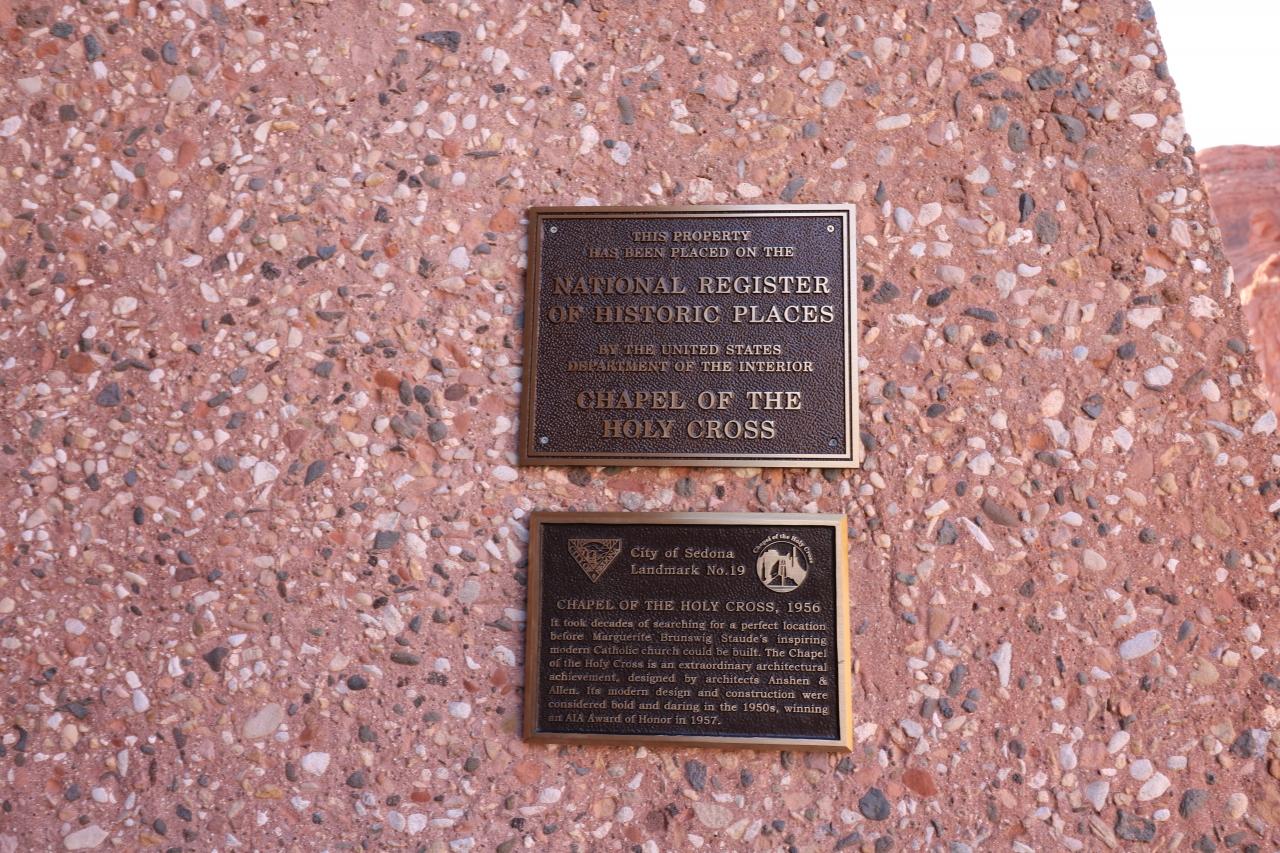 THIS PROPERTY
HAS BEEN PLACED ON THE
NATIONAL REGISTER
OF HISTORIC PLACES
BY THE UNITED STATES
DEPARTMENT OF THE INTERIOR
CHAPEL OF THE
HOLY CROSS
City of Sedona
Landmark No.19
Chapel of the Holy Cross
CHAPEL OF THE HOLY CROSS, 1956
It took decades of searching for a perfect location
before Marguerite Brunswig Staude's inspiring
modern Catholic church could be built. The Chapel
of the Holy Cross is an extraordinary architectural
achievement, designed by architects Anshen &
Allen. Its modern design and construction were
considered bold and daring in the 1950s, winning
an AIA Award of Honor in 1957.